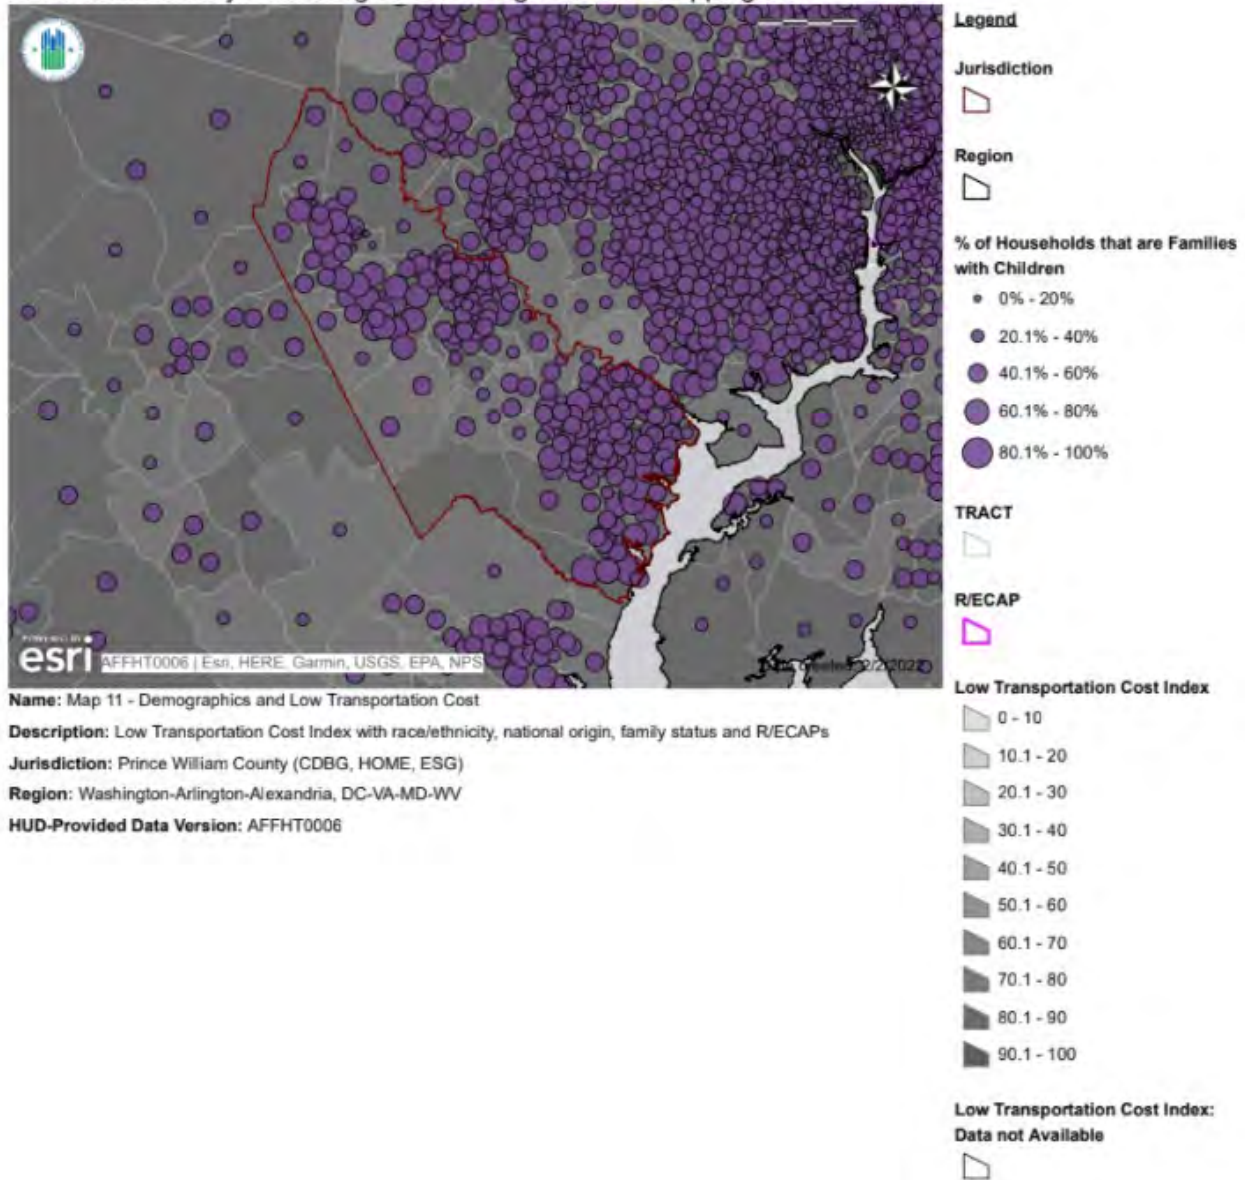 Legend
Jurisdiction
Region
% of Households that are Families
with Children
0% - 20%
20.1% - 40%
40.1% - 60%
60.1% - 80%
80.1% - 100%
TRACT
R/ECAP
Low Transportation Cost Index
0 - 10
10.1 - 20
20.1 - 30
30.1 - 40
40.1 - 50
50.1 - 60
60.1 - 70
70.1 - 80
80.1 - 90
90.1 - 100
Low Transportation Cost Index:
Data not Available
POWERED BY
esri
AFFHT0006 | Esri, HERE, Garmin, USGS, EPA, NPS
created: 2/2/2022
Name: Map 11 - Demographics and Low Transportation Cost
Description: Low Transportation Cost Index with race/ethnicity, national origin, family status and R/ECAPs
Jurisdiction: Prince William County (CDBG, HOME, ESG)
Region: Washington-Arlington-Alexandria, DC-VA-MD-WV
HUD-Provided Data Version: AFFHT0006